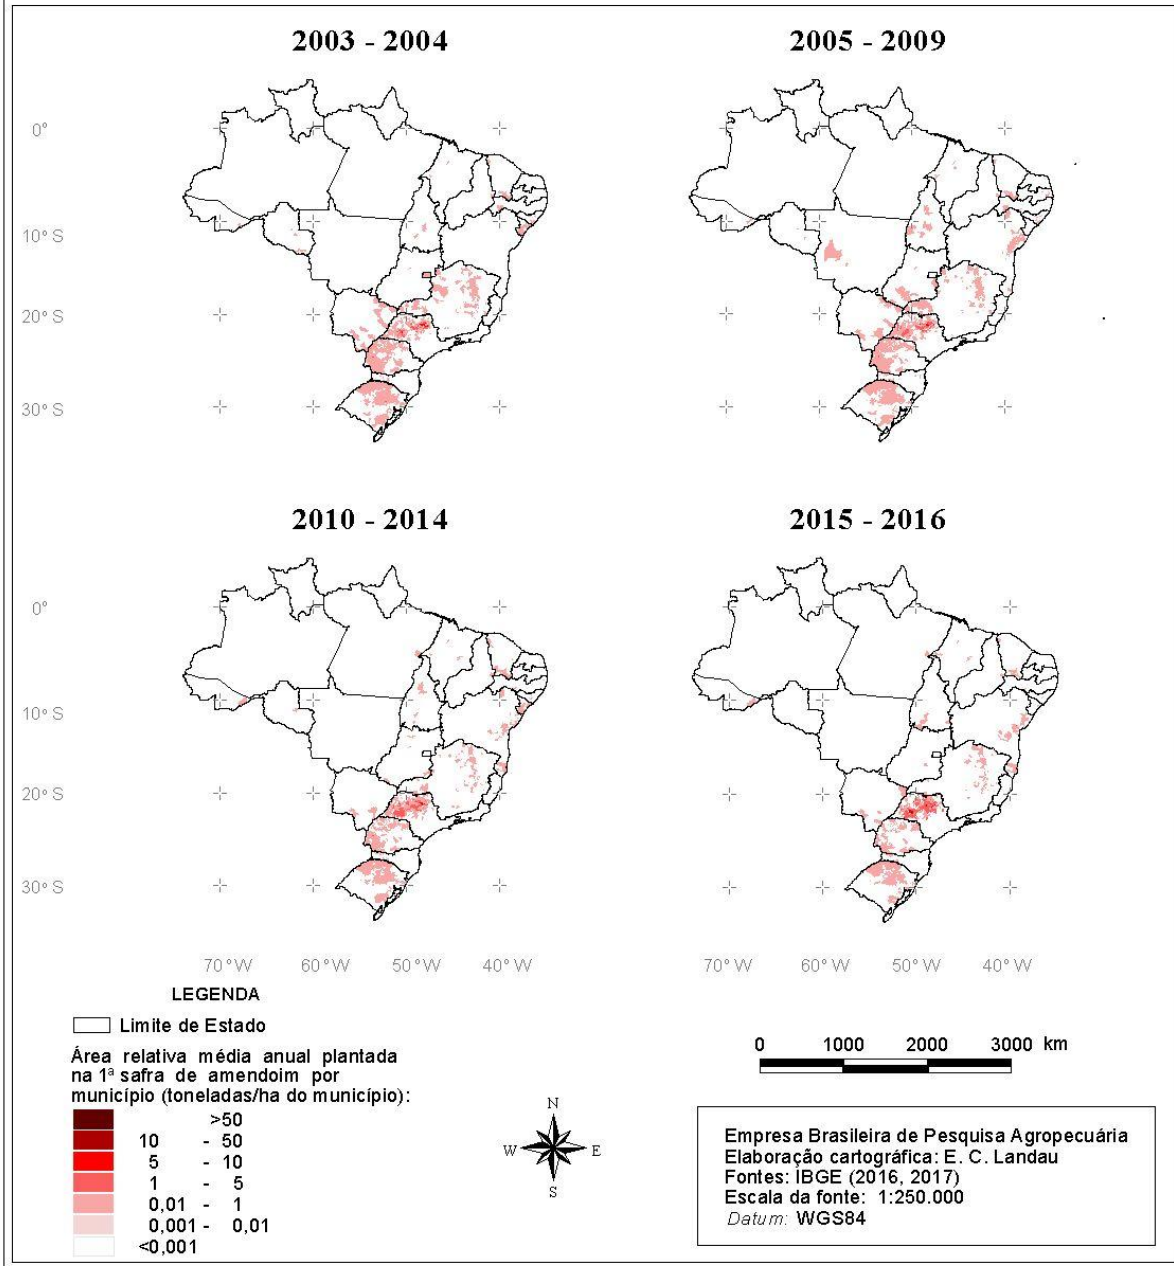 2003 - 2004
2005 - 2009
0°
10° S
20° S
30° S
2010 - 2014
2015 - 2016
0°
10° S
20° S
30° S
70° W
60° W
50° W
40° W
70° W
60° W
50° W
40° W
LEGENDA
Limite de Estado
Área relativa média anual plantada
na 1ª safra de amendoim por
município (toneladas/ha do município):
>50
10 - 50
5 - 10
1 - 5
0,01 - 1
0,001 - 0,01
<0,001
0 1000 2000 3000 km
N
W E
S
Empresa Brasileira de Pesquisa Agropecuária
Elaboração cartográfica: E. C. Landau
Fontes: IBGE (2016, 2017)
Escala da fonte: 1:250.000
Datum: WGS84